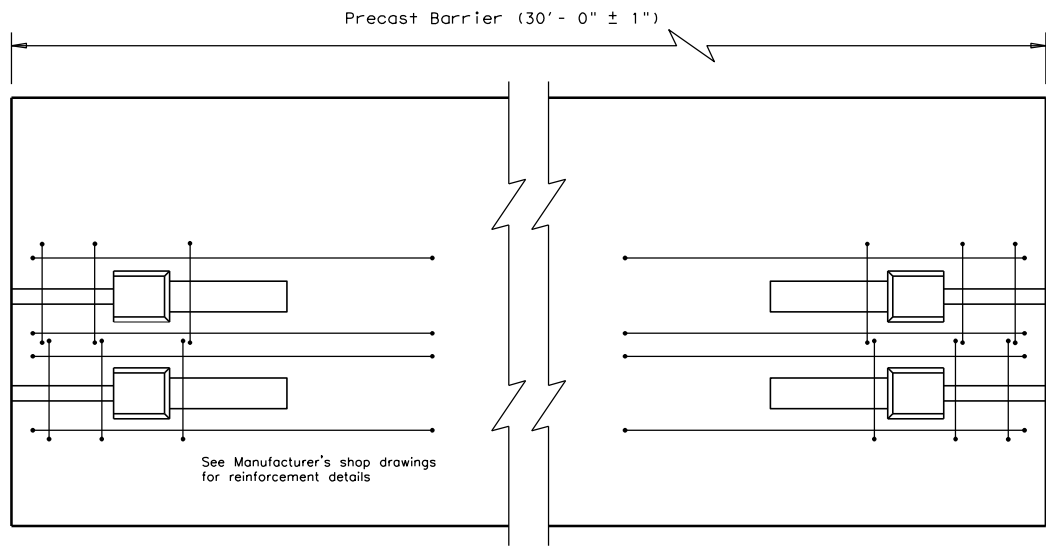 Precast Barrier (30'- 0" ± 1")
See Manufacturer's shop drawings
for reinforcement details